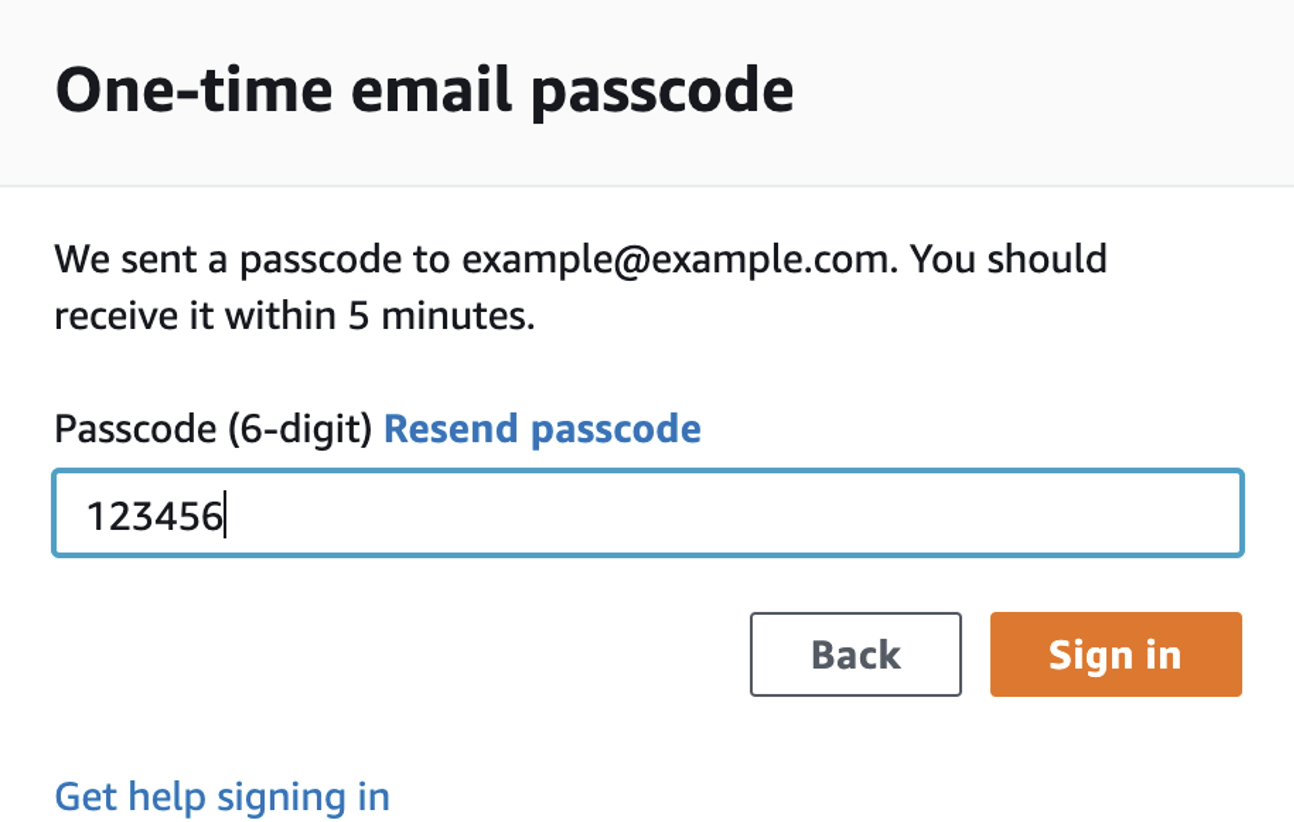 One-time email passcode
We sent a passcode to example@example.com. You should
receive it within 5 minutes.
Passcode (6-digit) Resend passcode
123456
Back Sign in
Get help signing in